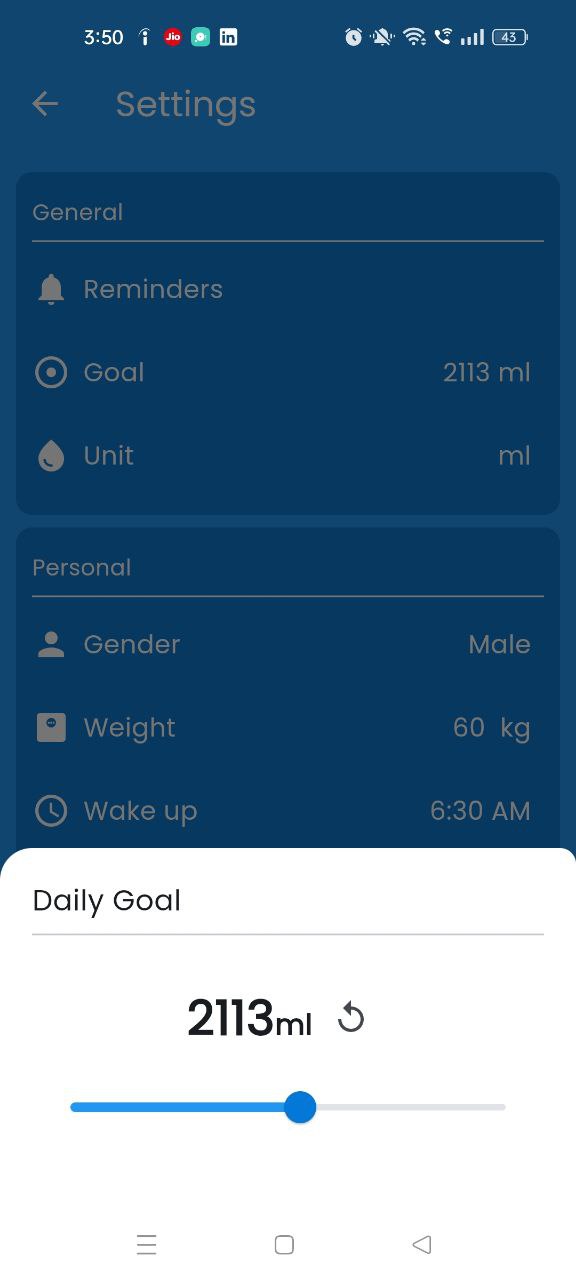 3:50 Jio in 43
Settings
General
Reminders
Goal 2113 ml
Unit ml
Personal
Gender Male
Weight 60 kg
Wake up 6:30 AM
Daily Goal
2113ml